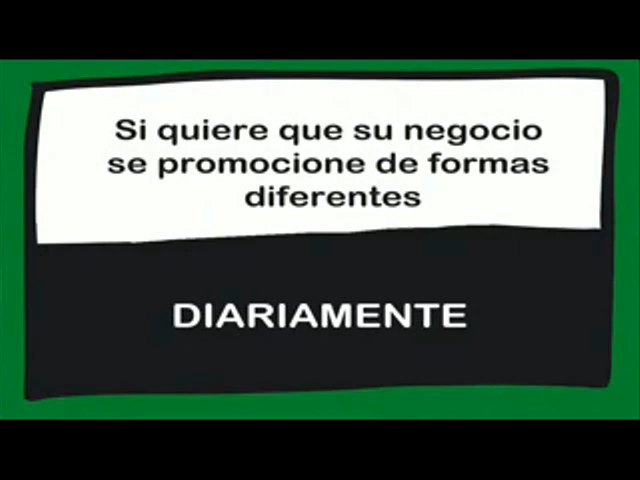 Si quiere que su negocio
se promocione de formas
diferentes
DIARIAMENTE